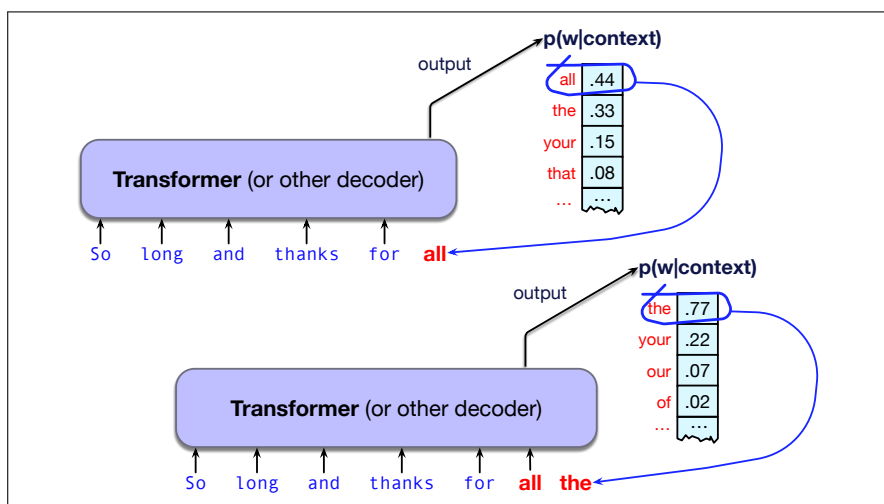 p(w|context)
output
all .44
the .33
your .15
that .08
... ...
Transformer (or other decoder)
So long and thanks for all
p(w|context)
output
the .77
your .22
our .07
of .02
... ...
Transformer (or other decoder)
So long and thanks for all the